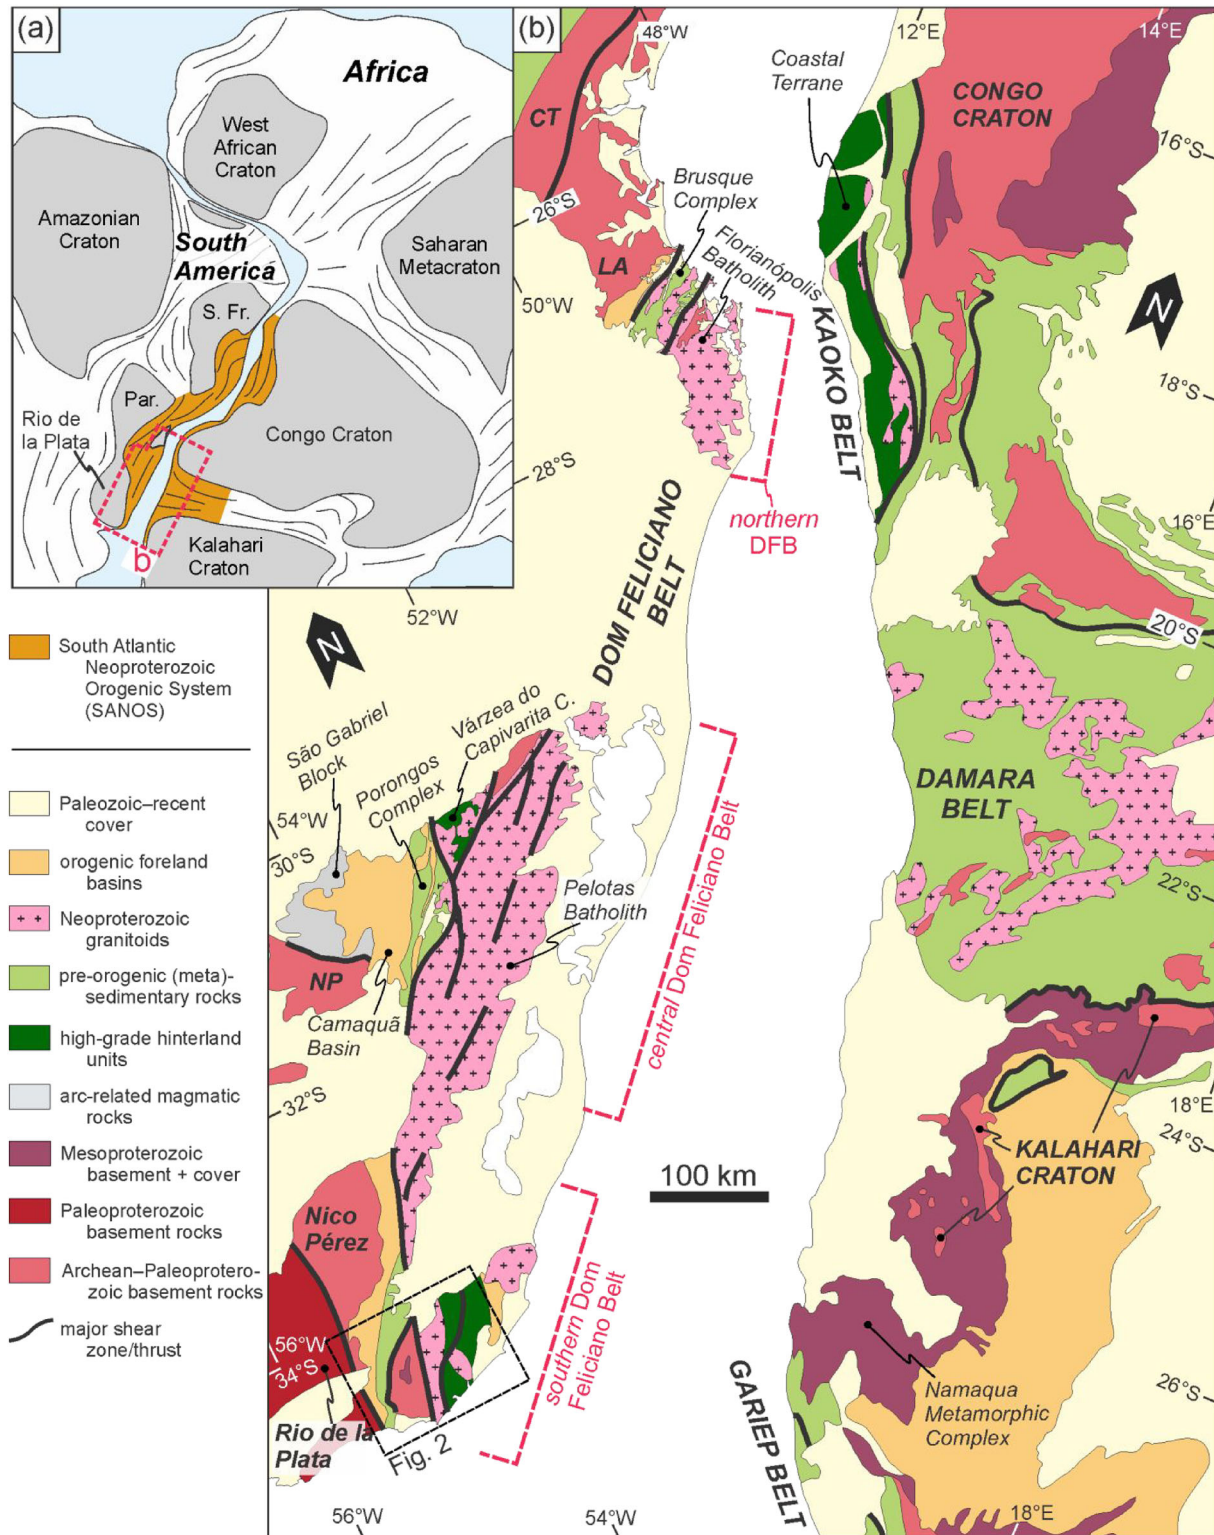 (a)
Africa
West
African
Craton
Amazonian
Craton
South
America
Saharan
Metacraton
S. Fr.
Par.
Rio de
la Plata
Congo Craton
Kalahari
Craton
b
(b)
48°W
12°E
14°E
Coastal
Terrane
CT
CONGO
CRATON
16°S
Brusque
Complex
26°S
Florianópolis
Batholith
LA
50°W
KAOKO BELT
N
18°S
28°S
northern
DFB
16°E
DOM FELICIANO
BELT
52°W
20°S
N
Várzea do
Capivarita C.
São Gabriel
Block
Porongos
Complex
DAMARA
BELT
54°W
30°S
Pelotas
Batholith
22°S
central Dom Feliciano Belt
NP
Camaquã
Basin
32°S
18°E
24°S
KALAHARI
CRATON
100 km
Nico
Pérez
southern Dom
Feliciano Belt
56°W
34°S
Namaqua
Metamorphic
Complex
26°S
GARIEP BELT
Rio de la
Plata
Fig. 2
56°W
54°W
18°E
South Atlantic
Neoproterozoic
Orogenic System
(SANOS)
Paleozoic–recent
cover
orogenic foreland
basins
Neoproterozoic
granitoids
pre-orogenic (meta)-
sedimentary rocks
high-grade hinterland
units
arc-related magmatic
rocks
Mesoproterozoic
basement + cover
Paleoproterozoic
basement rocks
Archean–Paleoprotero-
zoic basement rocks
major shear
zone/thrust